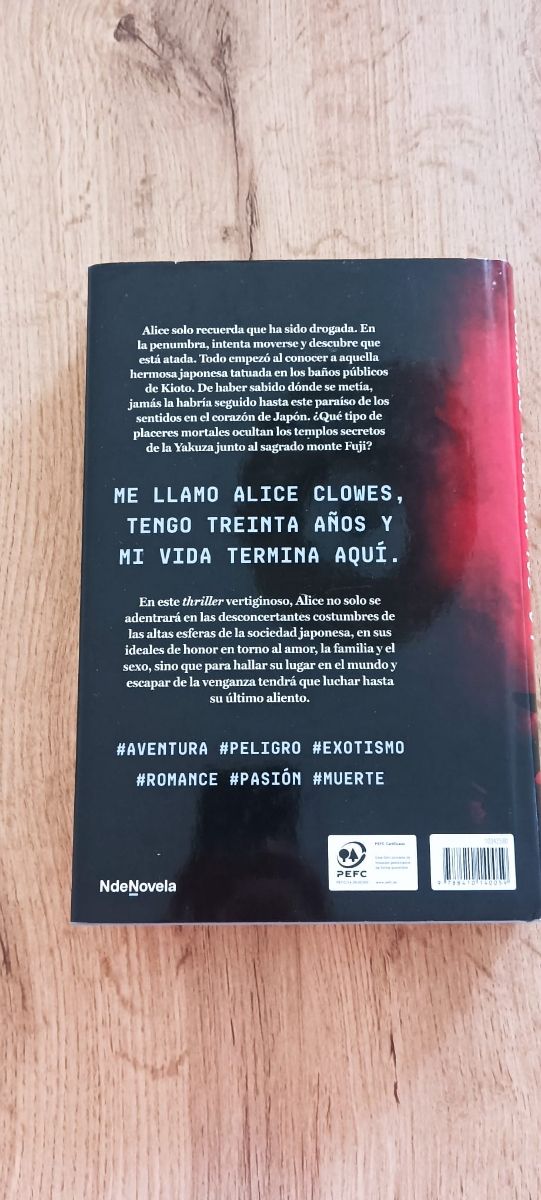 Alice solo recuerda que ha sido drogada. En
la penumbra, intenta moverse y descubre que
está atada. Todo empezó al conocer a aquella
hermosa japonesa tatuada en los baños públicos
de Kioto. De haber sabido dónde se metía,
jamás la habría seguido hasta este paraíso de los
sentidos en el corazón de Japón. ¿Qué tipo de
placeres mortales ocultan los templos secretos
de la Yakuza junto al sagrado monte Fuji?
ME LLAMO ALICE CLOWES,
TENGO TREINTA AÑOS Y
MI VIDA TERMINA AQUÍ.
En este thriller vertiginoso, Alice no solo se
adentrará en las desconcertantes costumbres de
las altas esferas de la sociedad japonesa, en sus
ideales de honor en torno al amor, la familia y el
sexo, sino que para hallar su lugar en el mundo y
escapar de la venganza tendrá que luchar hasta
su último aliento.
#AVENTURA #PELIGRO #EXOTISMO
#ROMANCE #PASIÓN #MUERTE
NdeNovela
PEFC
PEFC Certificado